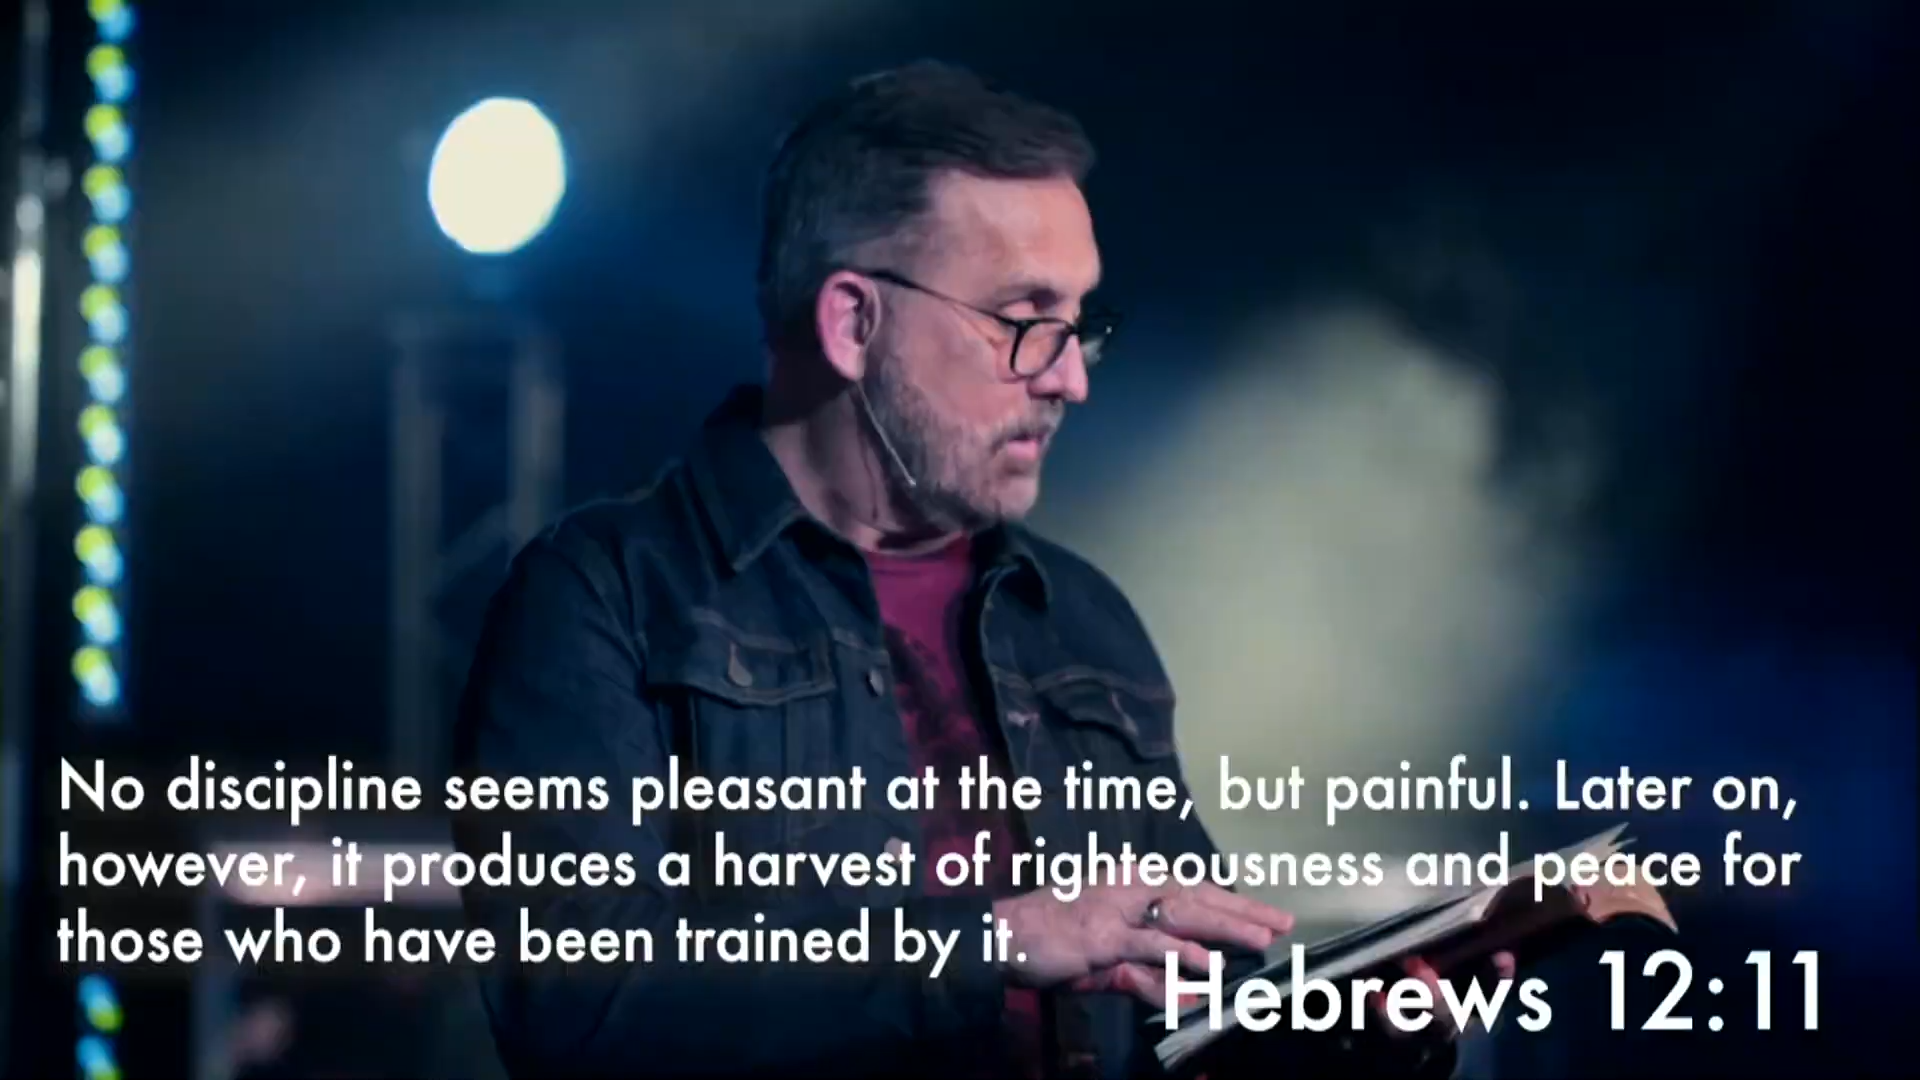 No discipline seems pleasant at the time, but painful. Later on,
however, it produces a harvest of righteousness and peace for
those who have been trained by it.
Hebrews 12:11